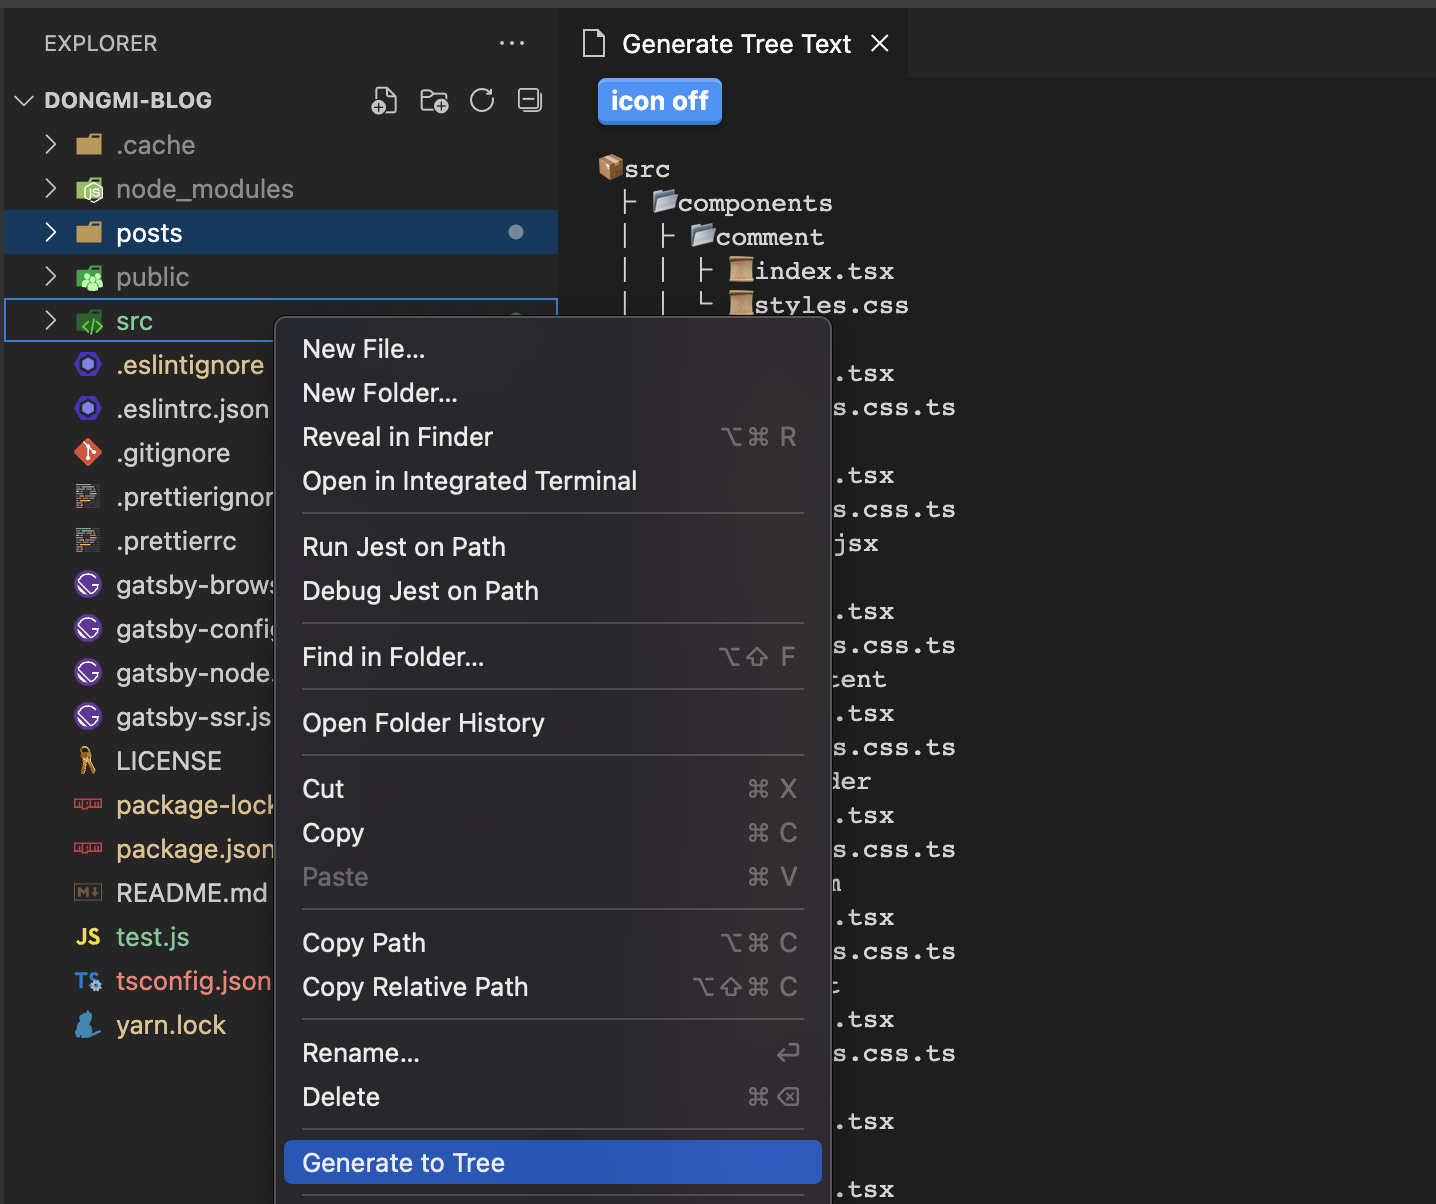 EXPLORER
DONGMI-BLOG
.cache
node_modules
posts
public
src
.eslintignore
.eslintrc.json
.gitignore
.prettierignor
.prettierrc
gatsby-brows
gatsby-config
gatsby-node.
gatsby-ssr.js
LICENSE
package-lock
package.json
README.md
JS test.js
TS tsconfig.json
yarn.lock
New File...
New Folder...
Reveal in Finder ⌥⌘ R
Open in Integrated Terminal
Run Jest on Path
Debug Jest on Path
Find in Folder... ⌥⇧ F
Open Folder History
Cut ⌘ X
Copy ⌘ C
Paste ⌘ V
Copy Path ⌥⌘ C
Copy Relative Path ⌥⇧⌘ C
Rename...
Delete ⌘
Generate to Tree
Generate Tree Text
icon off
src
components
comment
index.tsx
styles.css
.tsx
s.css.ts
.tsx
s.css.ts
jsx
.tsx
s.css.ts
tent
.tsx
s.css.ts
der
.tsx
s.css.ts
.tsx
s.css.ts
.tsx
s.css.ts
.tsx
.tsx